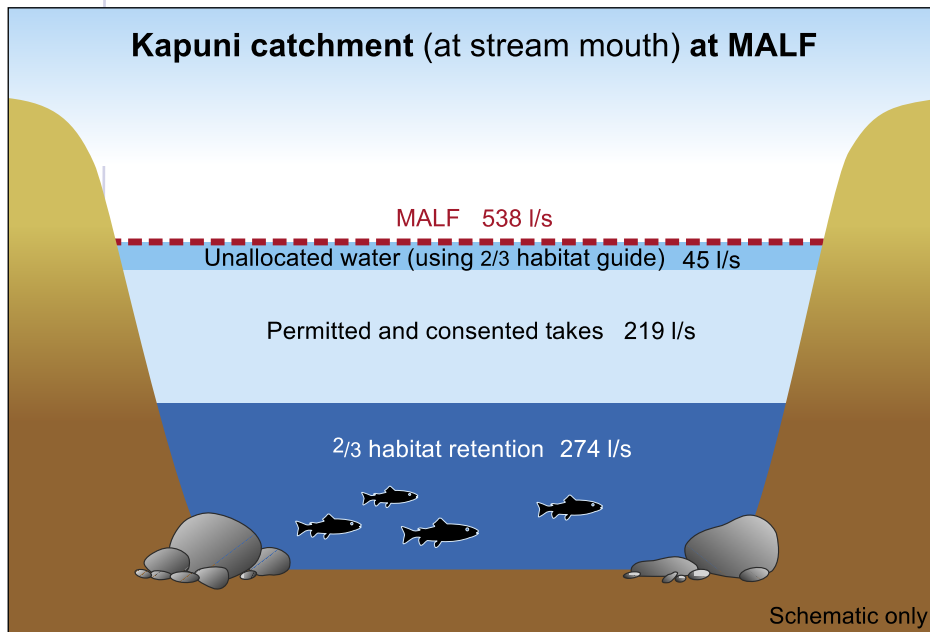 Kapuni catchment (at stream mouth) at MALF
MALF 538 l/s
Unallocated water (using 2/3 habitat guide) 45 l/s
Permitted and consented takes 219 l/s
2/3 habitat retention 274 l/s
Schematic only